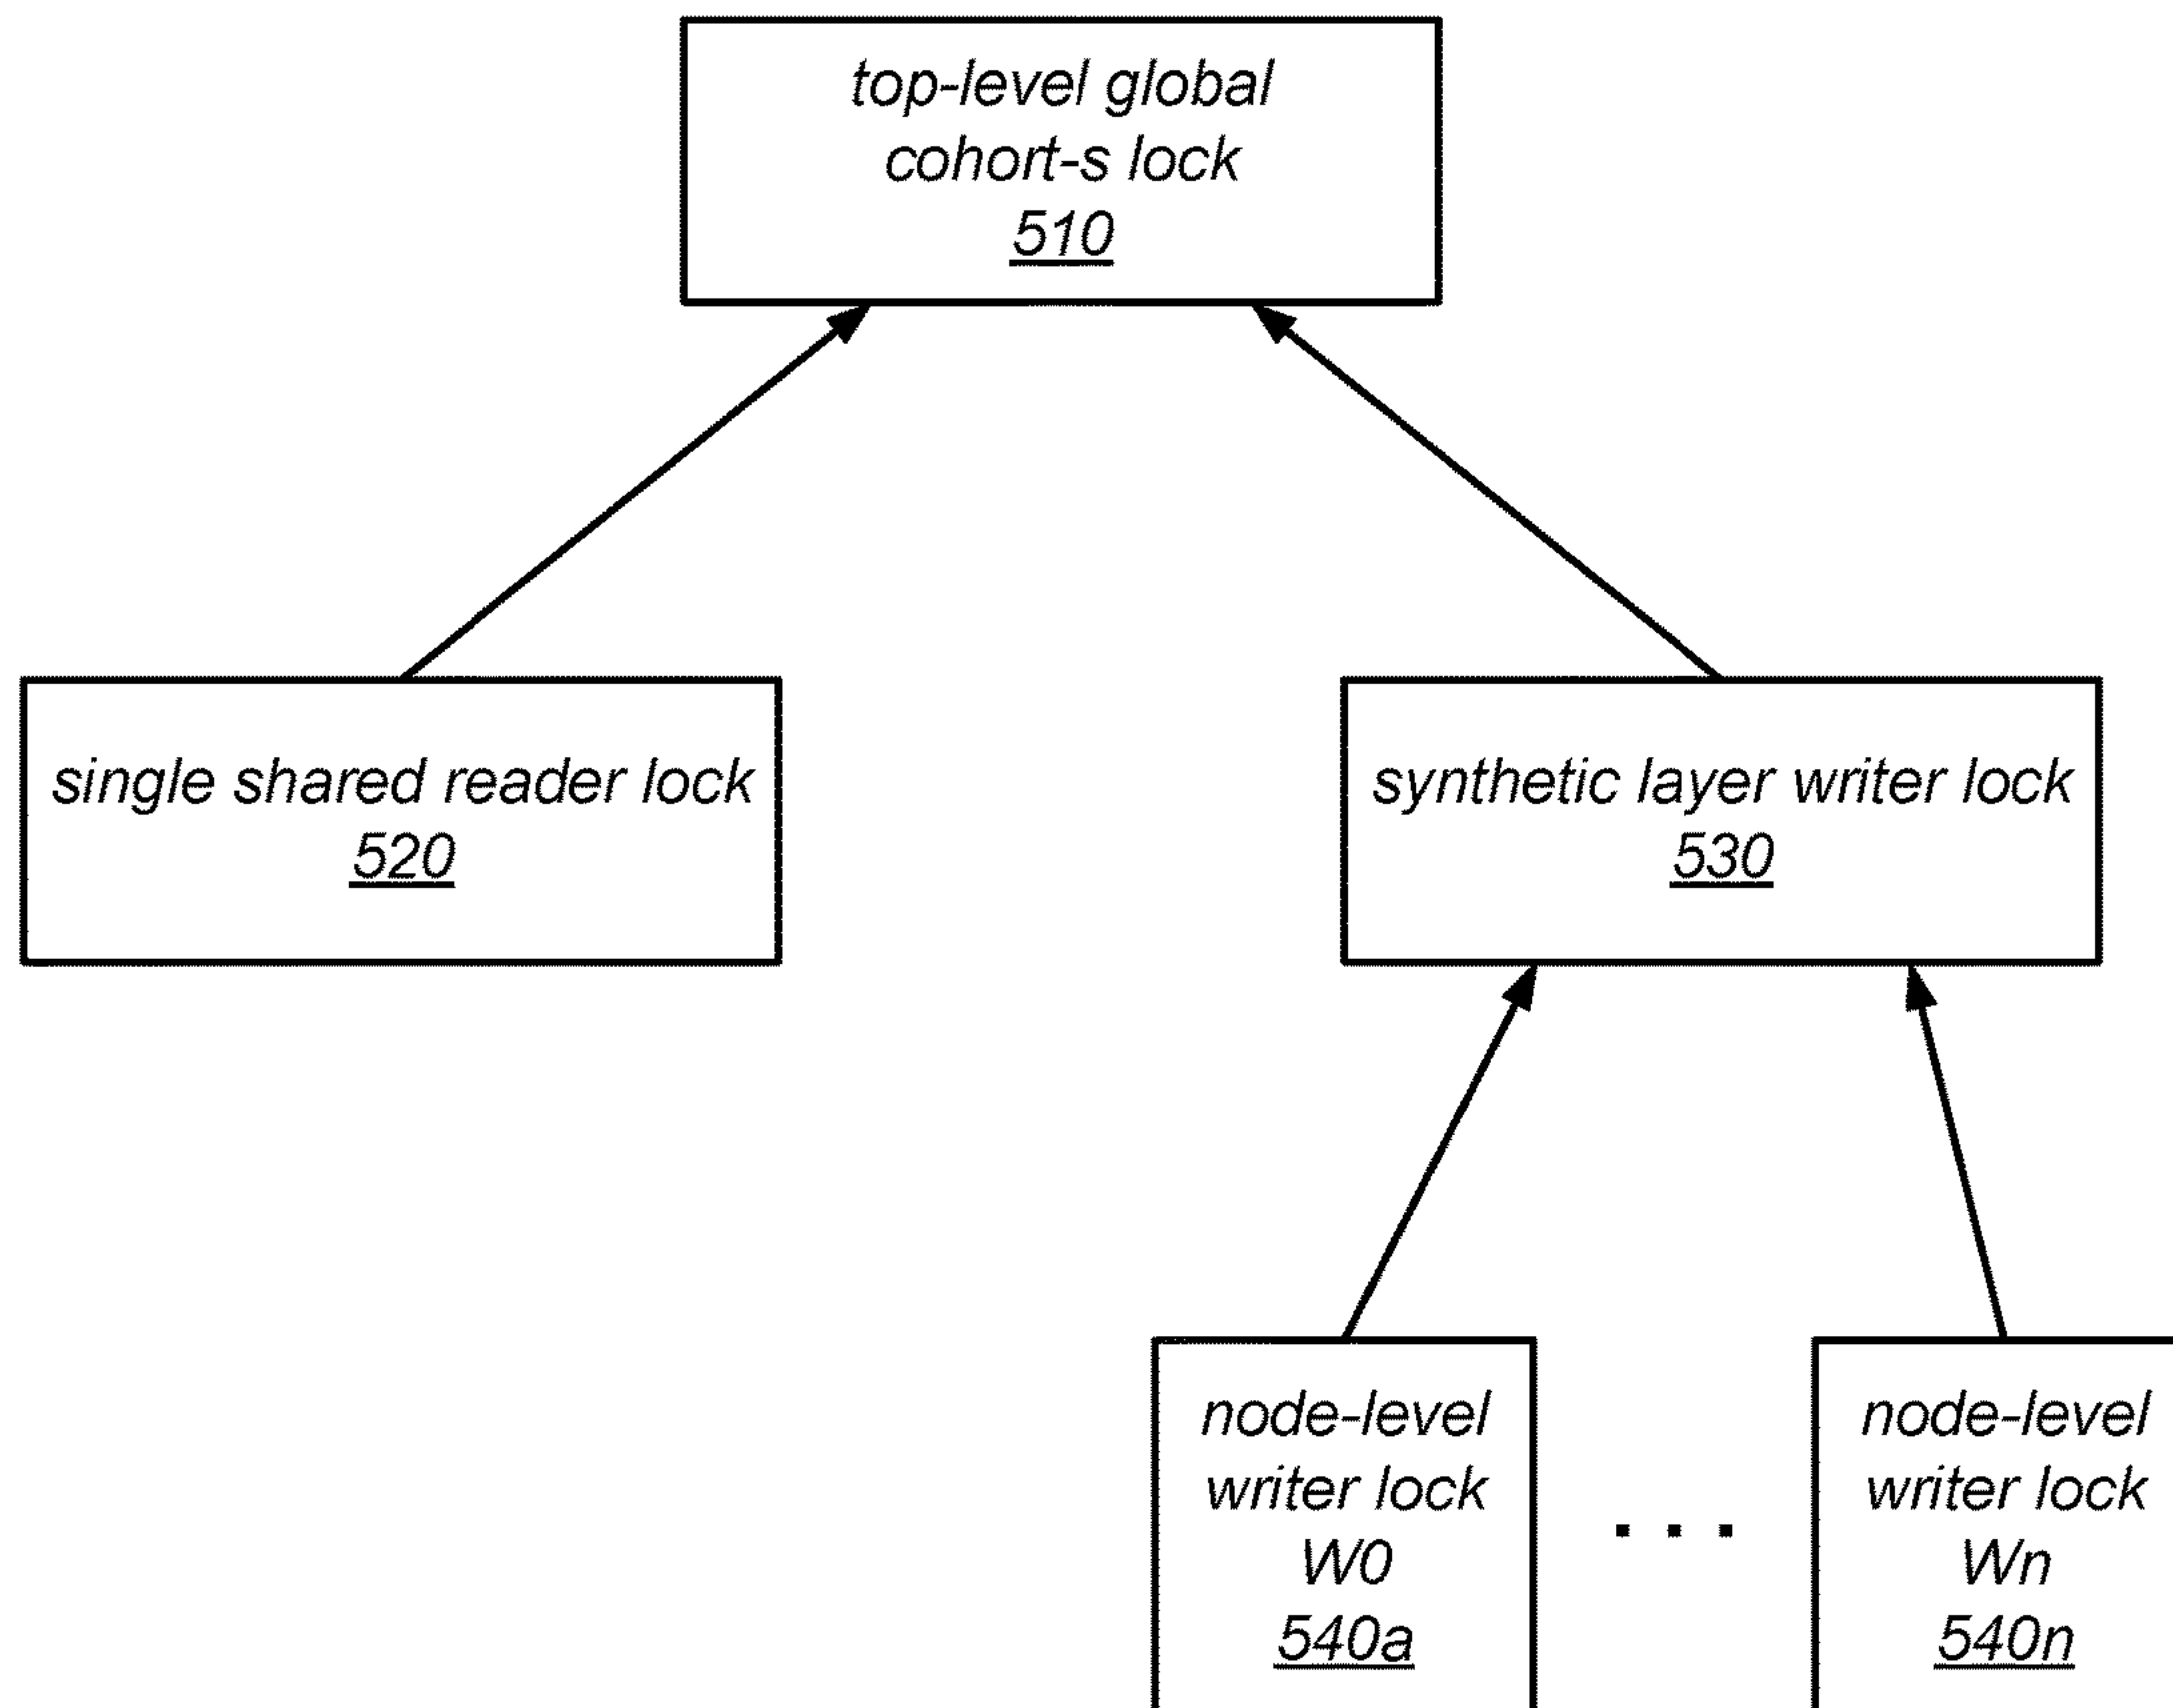 top-level global
cohort-s lock
510
single shared reader lock
520
synthetic layer writer lock
530
node-level
writer lock
W0
540a
. . .
node-level
writer lock
Wn
540n